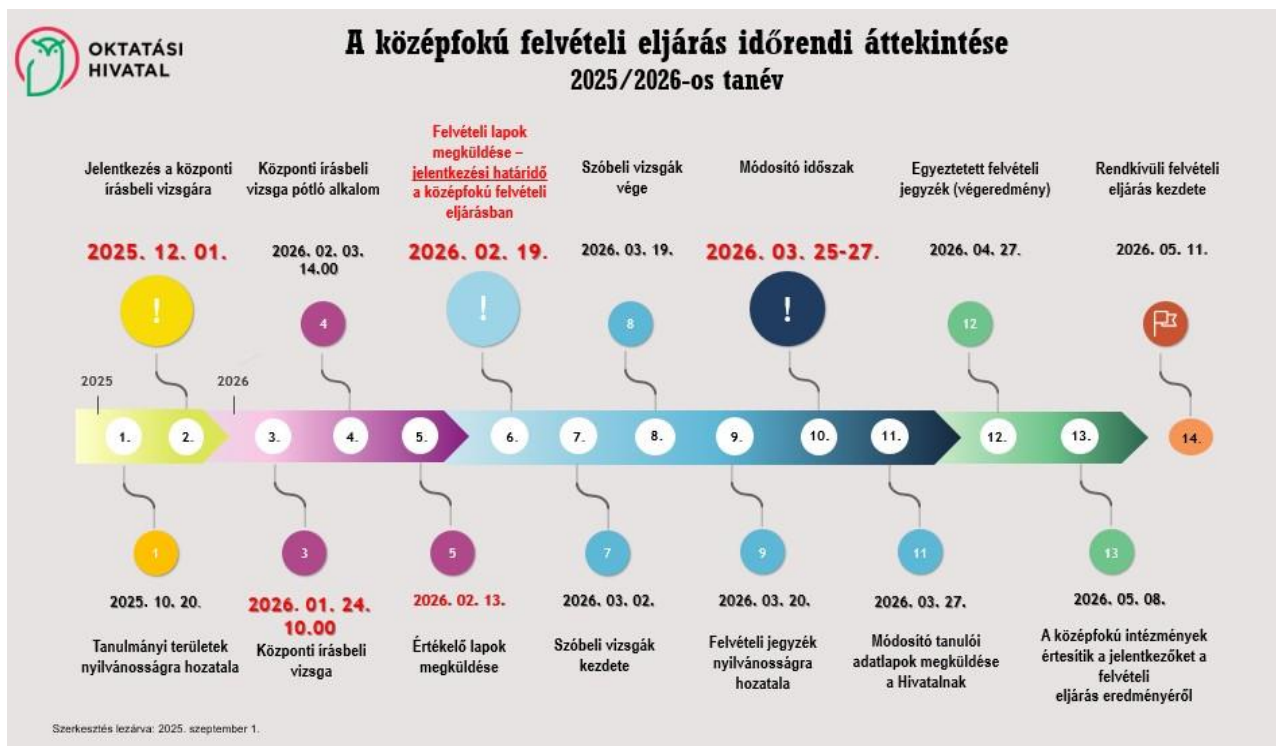 OKTATÁSI
HIVATAL
A középfokú felvételi eljárás időrendi áttekintése
2025/2026-os tanév
Jelentkezés a központi
írásbeli vizsgára
2025. 12. 01.
!
Központi írásbeli
vizsga pótló alkalom
2026. 02. 03.
14.00
4
Felvételi lapok
megküldése –
jelentkezési határidő
a középfokú felvételi
eljárásban
2026. 02. 19.
!
Szóbeli vizsgák
vége
2026. 03. 19.
8
Módosító időszak
2026. 03. 25-27.
!
Egyeztetett felvételi
jegyzék (végeredmény)
2026. 04. 27.
12
Rendkívüli felvételi
eljárás kezdete
2026. 05. 11.
2025
2026
1.
2.
3.
4.
5.
6.
7.
8.
9.
10.
11.
12.
13.
14.
1
2025. 10. 20.
Tanulmányi területek
nyilvánosságra hozatala
3
2026. 01. 24.
10.00
Központi írásbeli
vizsga
5
2026. 02. 13.
Értékelő lapok
megküldése
7
2026. 03. 02.
Szóbeli vizsgák
kezdete
9
2026. 03. 20.
Felvételi jegyzék
nyilvánosságra
hozatala
11
2026. 03. 27.
Módosító tanulói
adatlapok megküldése
a Hivatalnak
13
2026. 05. 08.
A középfokú intézmények
értesítik a jelentkezőket a
felvételi
eljárás eredményéről
Szerkesztés lezárva: 2025. szeptember 1.